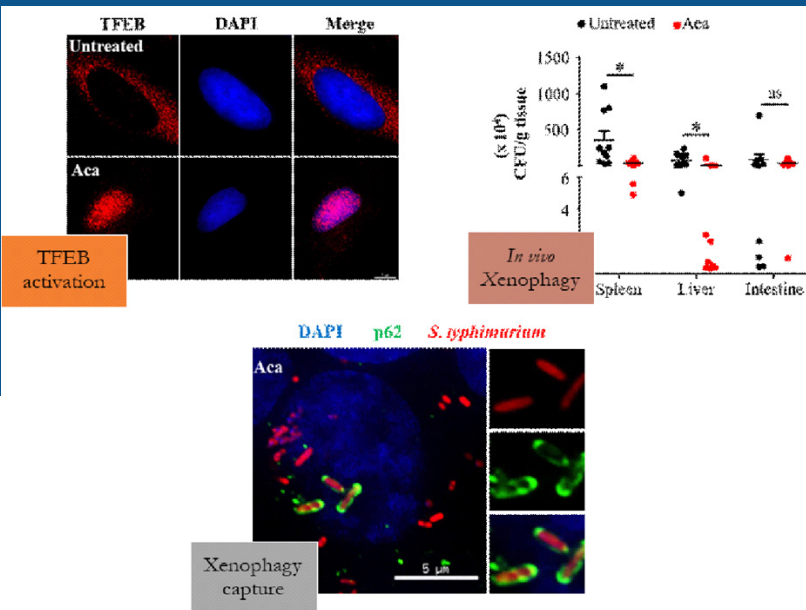 TFEB DAPI Merge
Untreated
Aca
TFEB
activation
Untreated Aca
1500
1000
500
6
4
(x 10⁴)
CFU/g tissue
*
*
ns
Spleen Liver Intestine
In vivo
Xenophagy
DAPI p62 S. typhimurium
Aca
5 μm
Xenophagy
capture